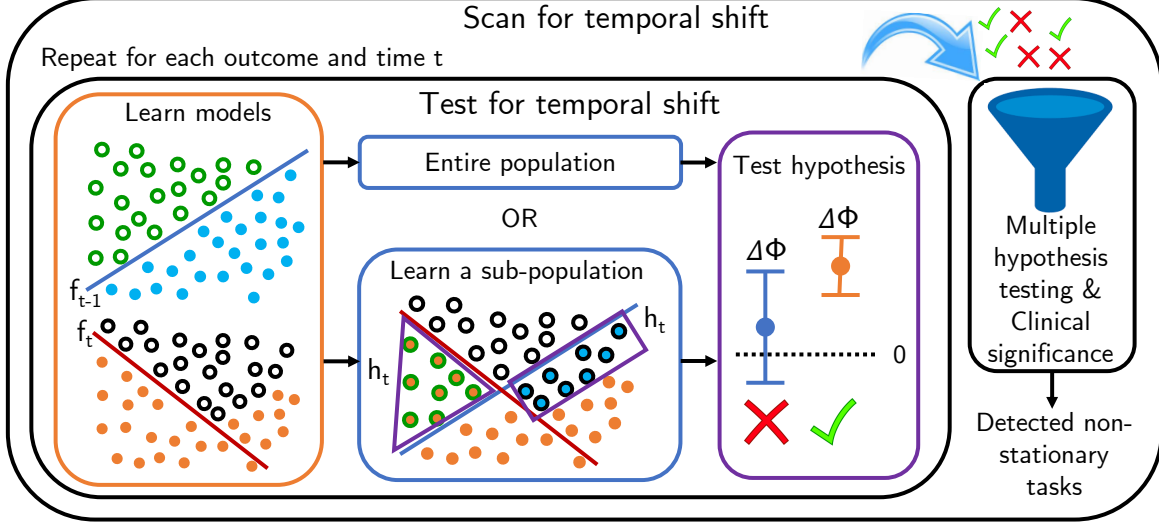 Scan for temporal shift
Repeat for each outcome and time t
Test for temporal shift
Learn models
f_{t-1}
f_t
Entire population
OR
Learn a sub-population
h_t
h_t
Test hypothesis
ΔΦ
ΔΦ
0
Multiple
hypothesis
testing &
Clinical
significance
Detected non-
stationary
tasks